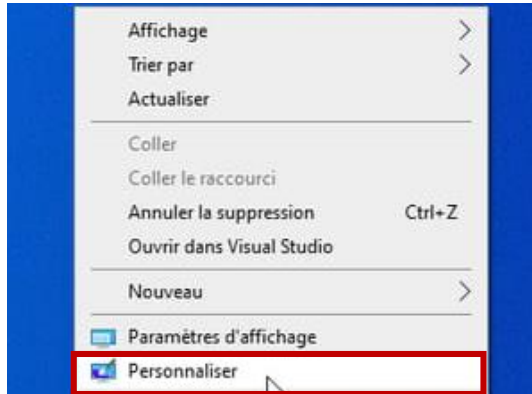 Affichage
Trier par
Actualiser
Coller
Coller le raccourci
Annuler la suppression Ctrl+Z
Ouvrir dans Visual Studio
Nouveau
Paramètres d'affichage
Personnaliser